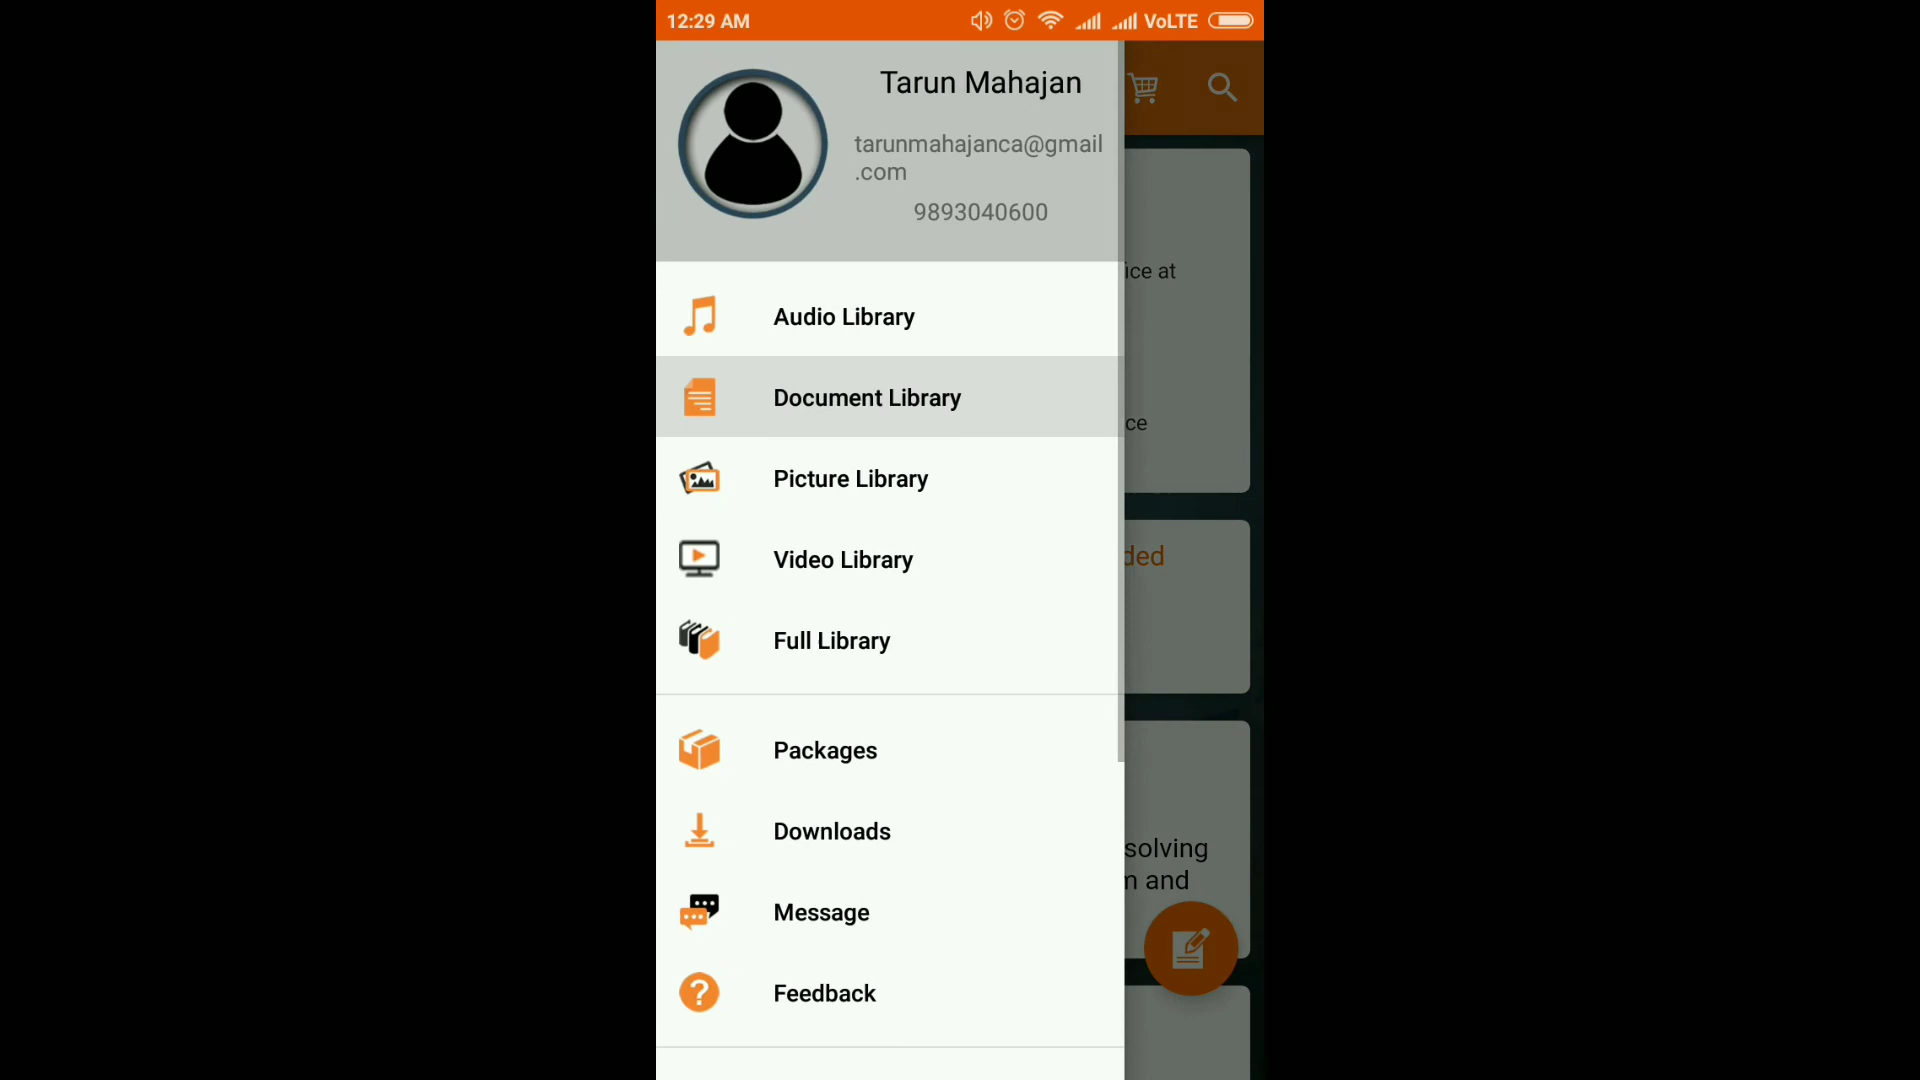 12:29 AM
VoLTE
Tarun Mahajan
tarunmahajanca@gmail
.com
9893040600
Audio Library
Document Library
Picture Library
Video Library
Full Library
Packages
Downloads
Message
Feedback
ice at
ce
ded
solving
and